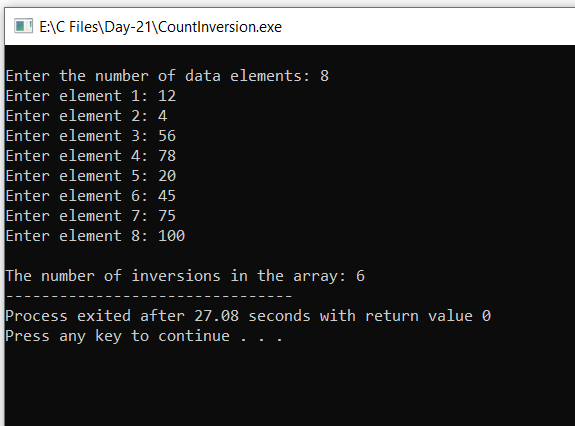 E:\C Files\Day-21\CountInversion.exe
Enter the number of data elements: 8
Enter element 1: 12
Enter element 2: 4
Enter element 3: 56
Enter element 4: 78
Enter element 5: 20
Enter element 6: 45
Enter element 7: 75
Enter element 8: 100
The number of inversions in the array: 6
--------------------------------
Process exited after 27.08 seconds with return value 0
Press any key to continue . . .